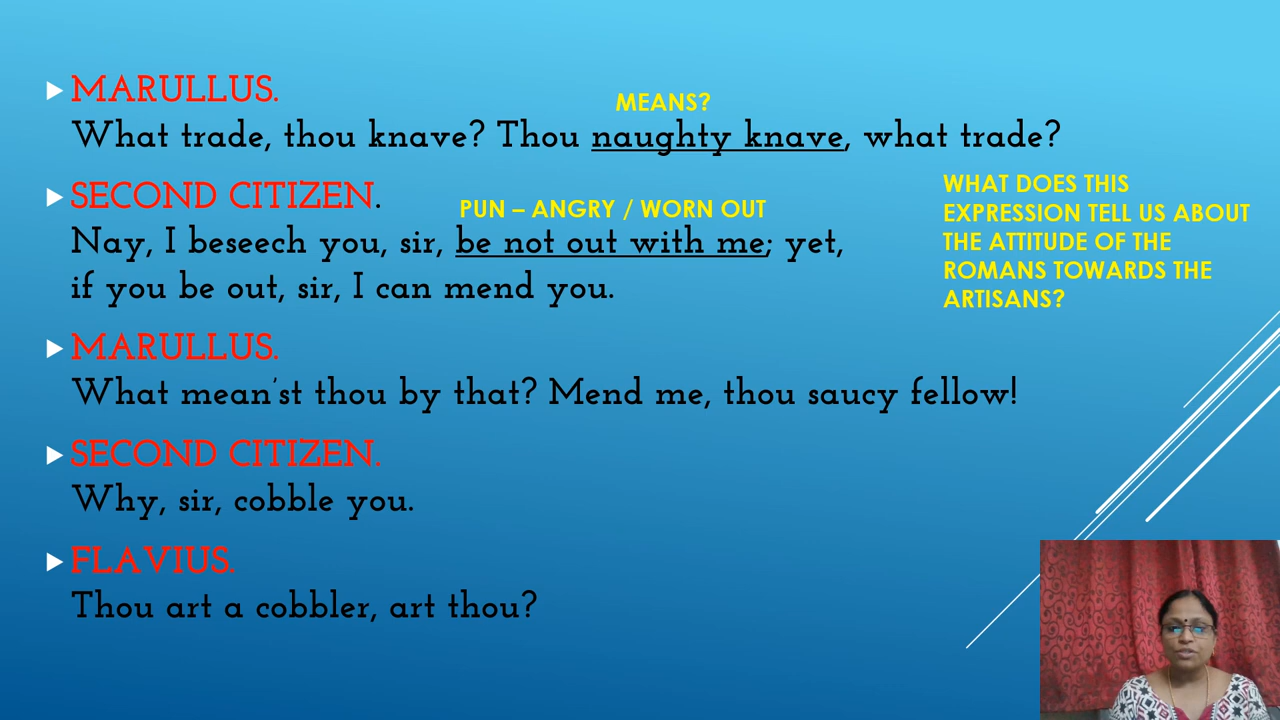 MARULLUS.
MEANS?
What trade, thou knave? Thou naughty knave, what trade?
SECOND CITIZEN.
PUN – ANGRY / WORN OUT
Nay, I beseech you, sir, be not out with me; yet,
if you be out, sir, I can mend you.
WHAT DOES THIS
EXPRESSION TELL US ABOUT
THE ATTITUDE OF THE
ROMANS TOWARDS THE
ARTISANS?
MARULLUS.
What mean’st thou by that? Mend me, thou saucy fellow!
SECOND CITIZEN.
Why, sir, cobble you.
FLAVIUS.
Thou art a cobbler, art thou?